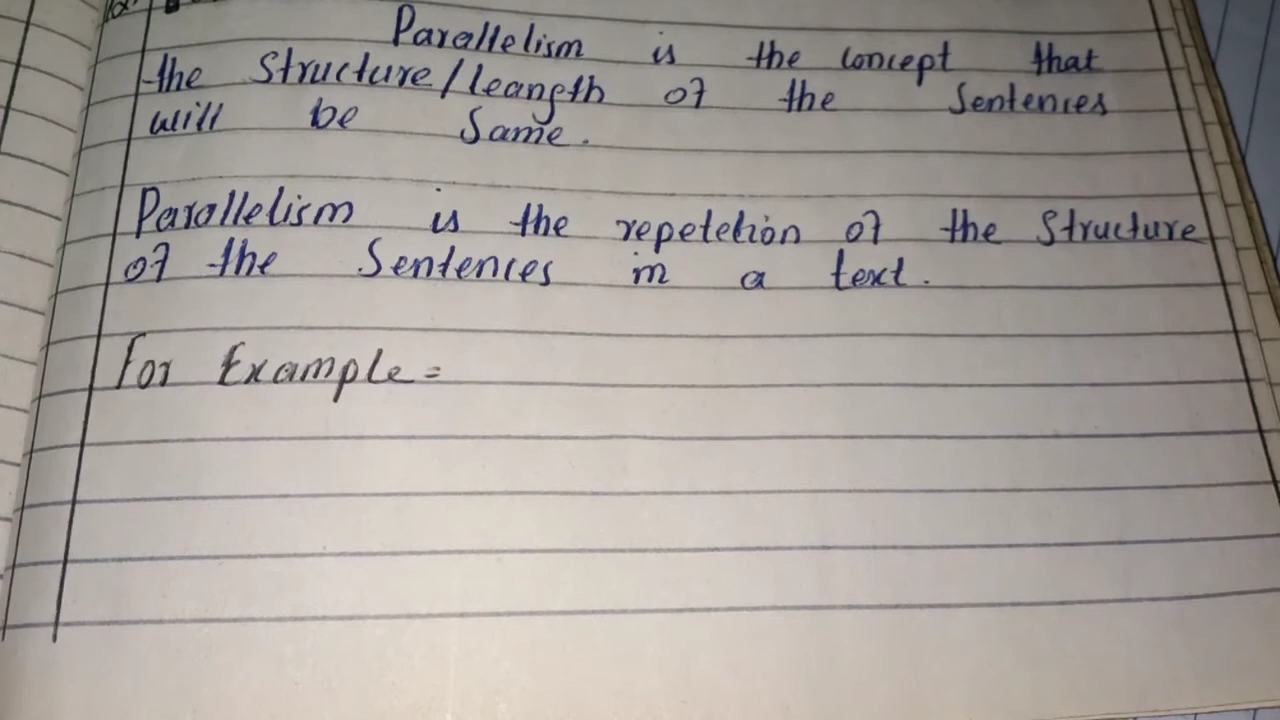 Parallelism is the concept that
the Structure/leangth of the Sentences
will be Same.
Parallelism is the repetetion of the Structure
of the Sentences in a text.
For Example=